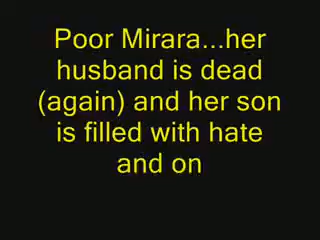 Poor Mirara...her
husband is dead
(again) and her son
is filled with hate
and on